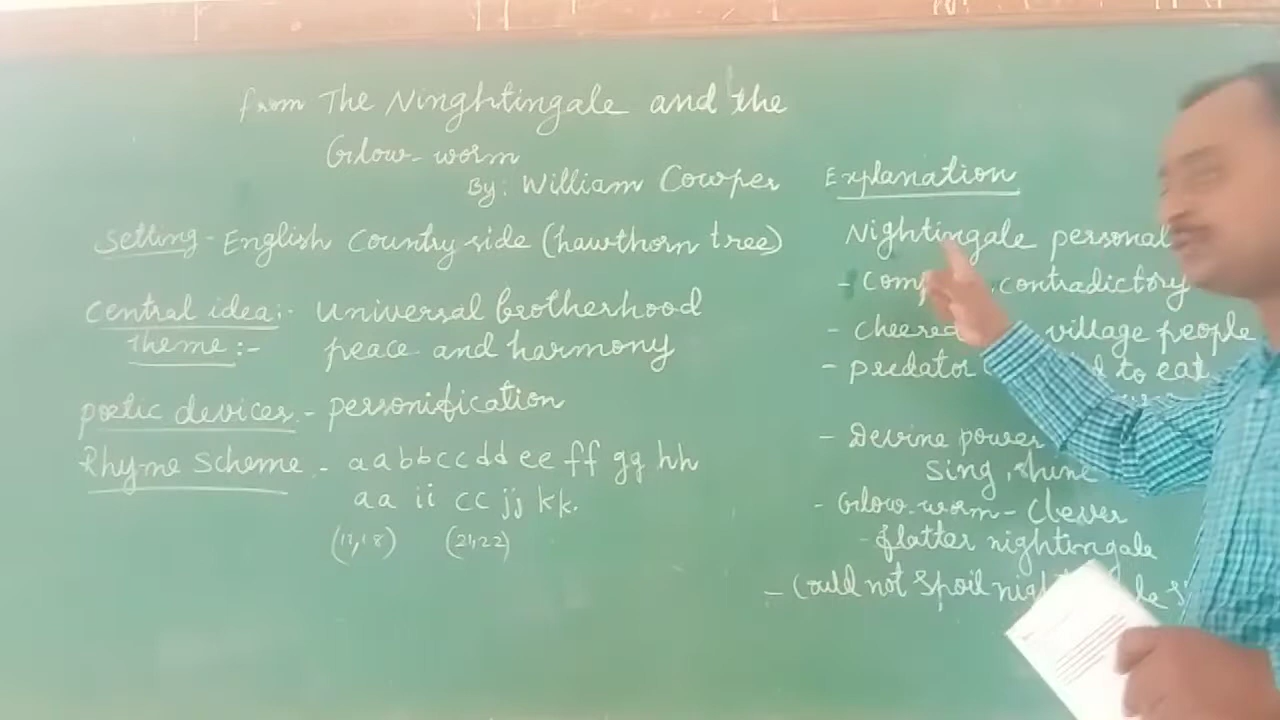 from The Ninghtingale and the
Glow-worm
By: William Cowper
Setting - English Country side (hawthorn tree)
central idea:- Universal brotherhood
theme:- peace and harmony
poetic devices - personification
Rhyme scheme - aabbccdd ee ff gg hh
aa ii cc jj kk.
(17,18) (21,22)
Explanation
Nightingale personal
- contradictory
- cheered village people
- predator to eat
- Devine power
Sing, shine
- Glow-worm - Clever
- flatter nightingale
- Could not spoil